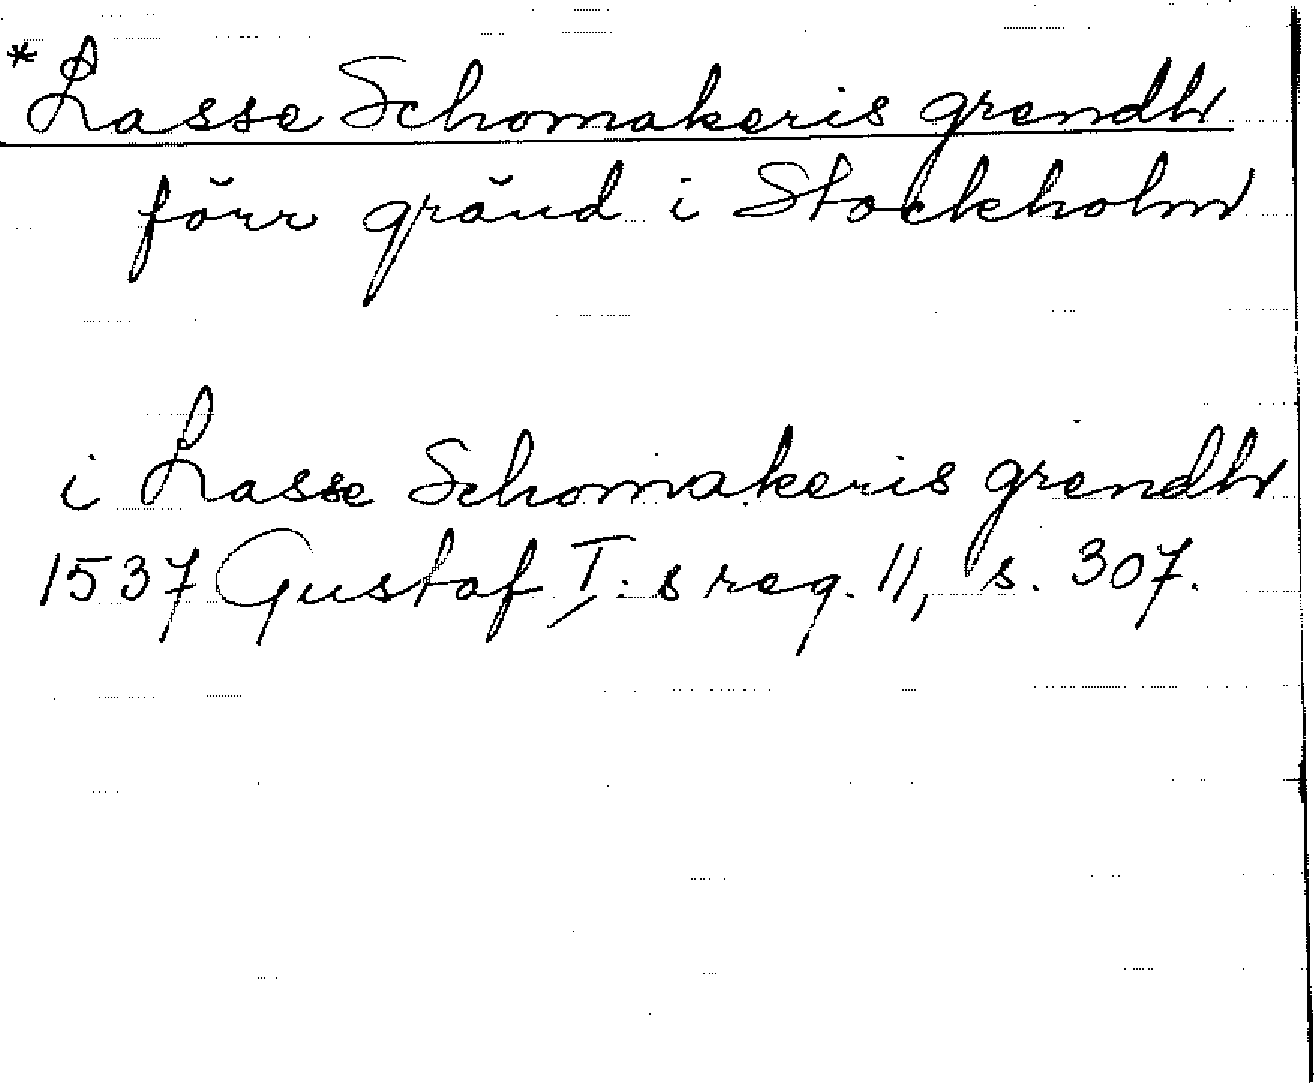 *Lasse Schomakeris grendh
förr gränd i Stockholm
i Lasse Schomakeris grendh
1537 Gustaf I:s reg. 11, s. 307.